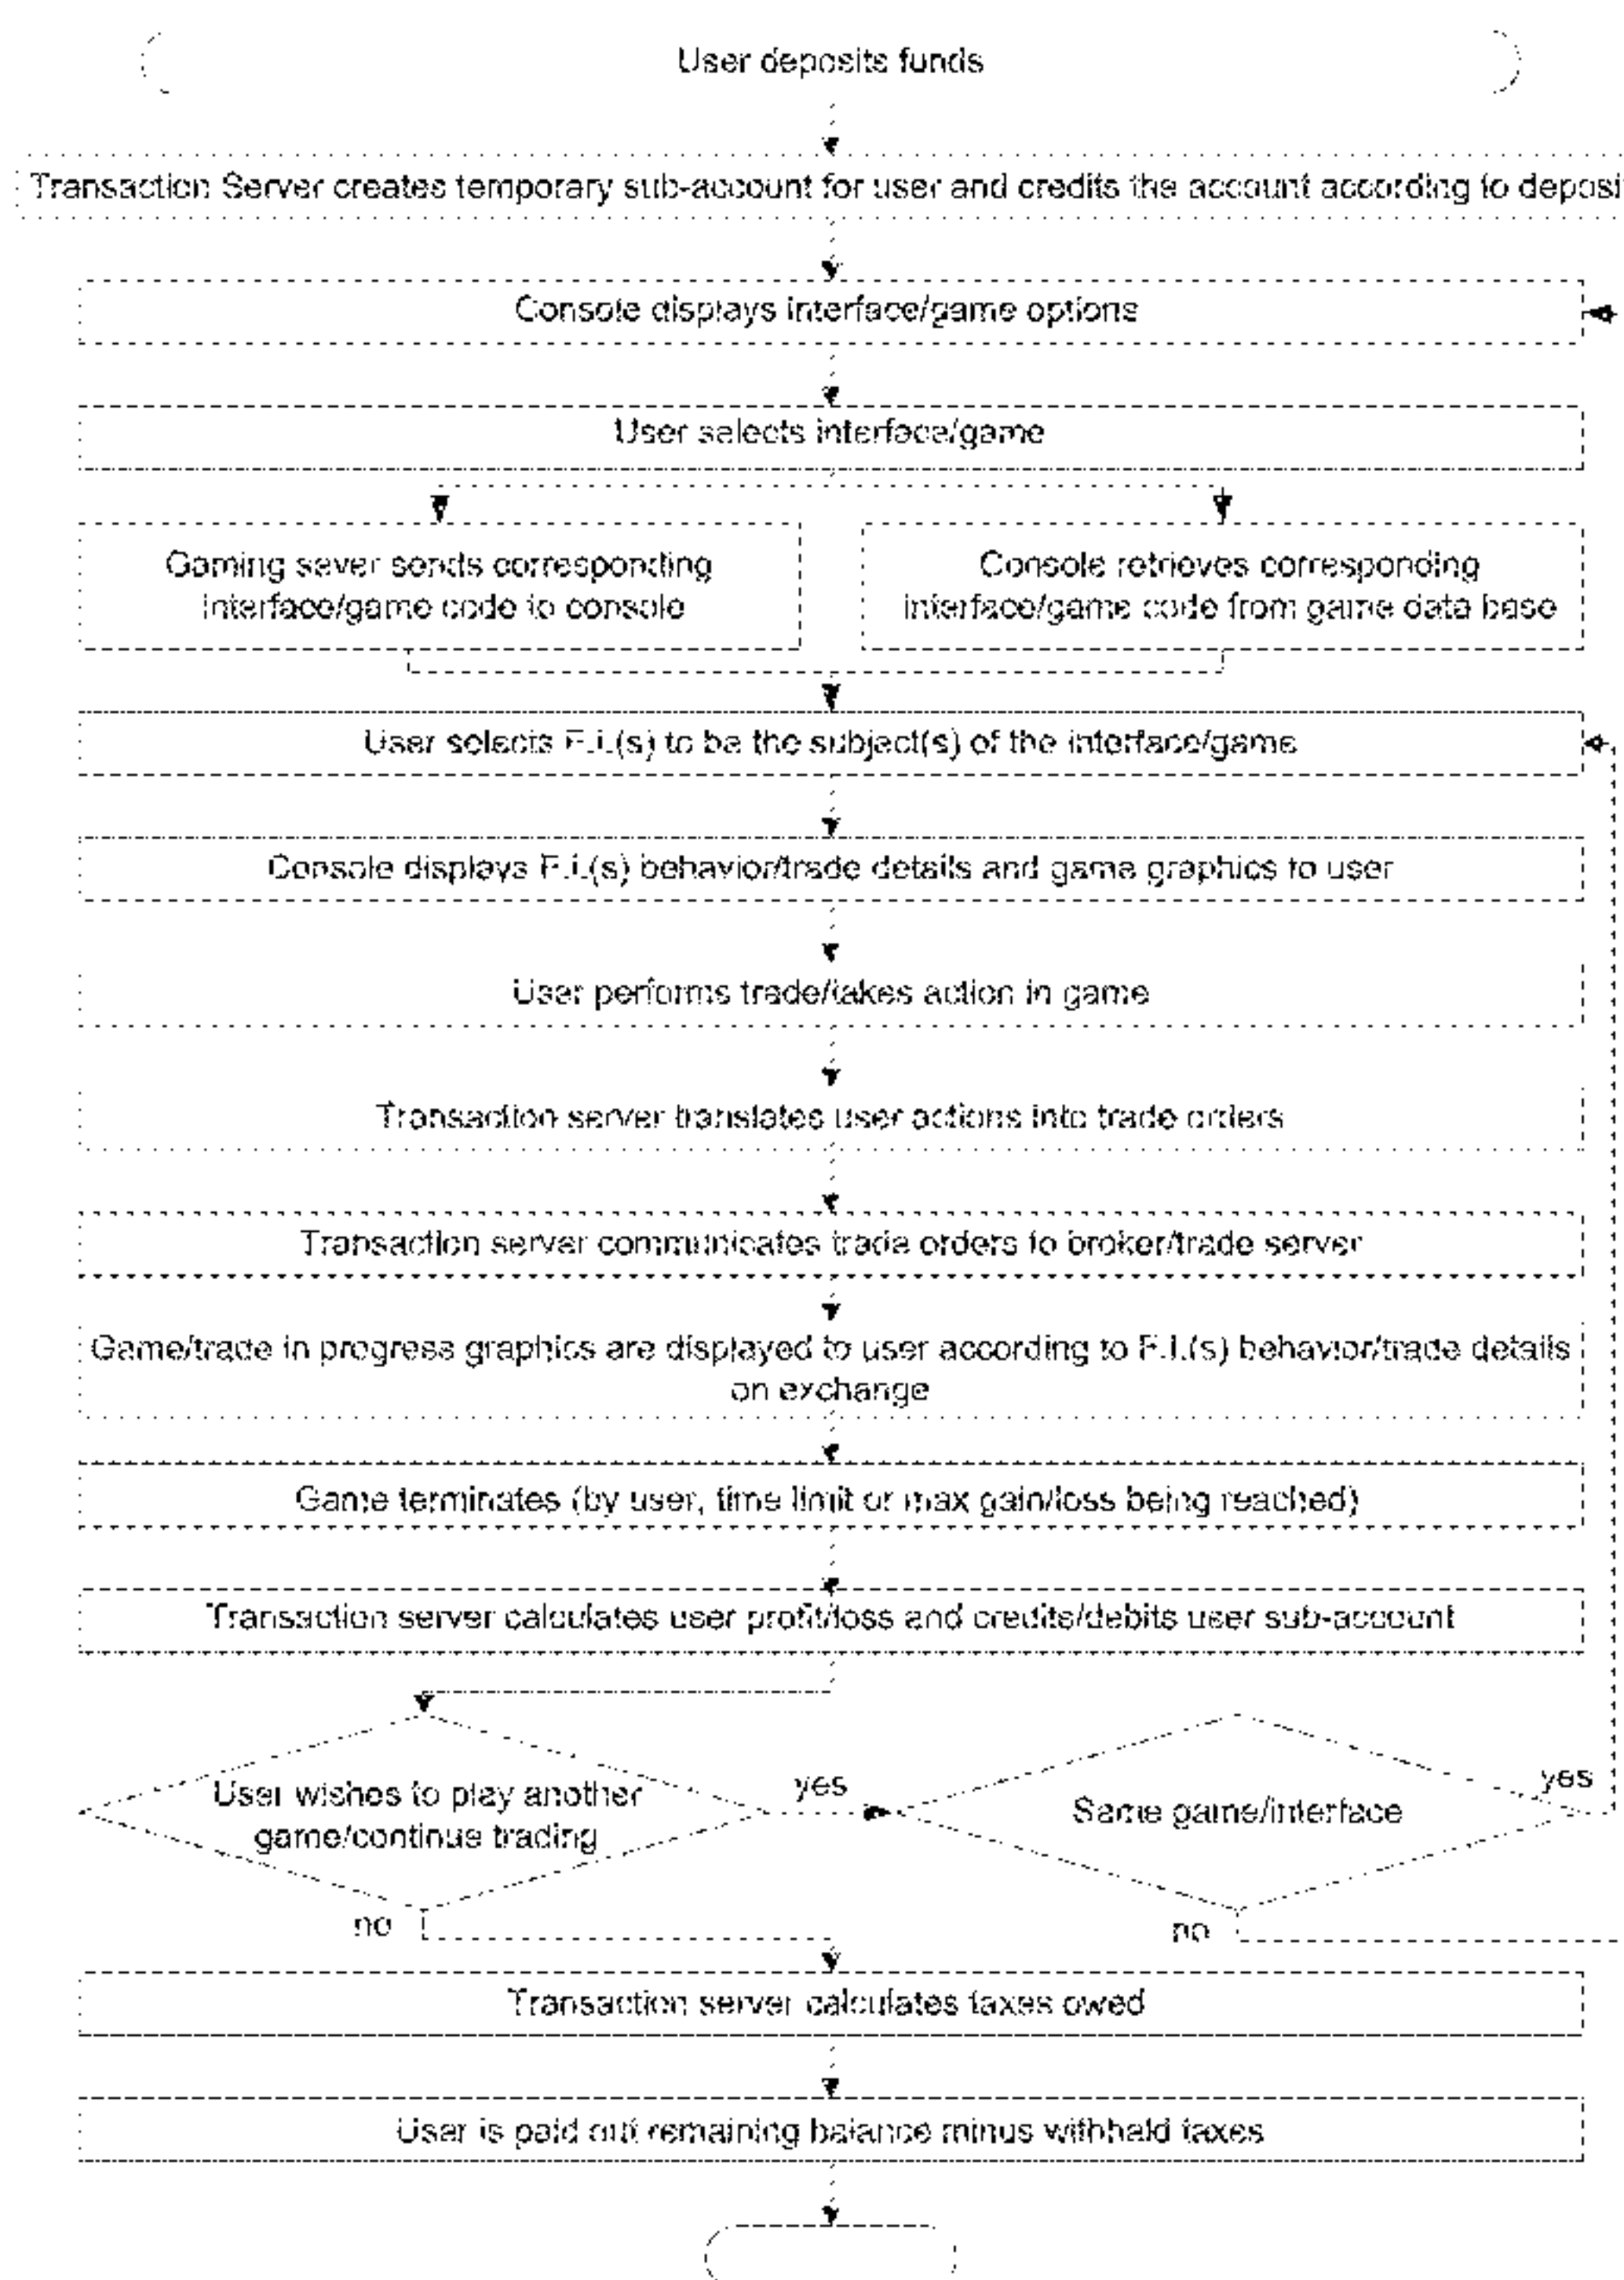 User deposits funds
Transaction Server creates temporary sub-account for user and credits the account according to deposi
Console displays interface/game options
User selects interface/game
Gaming saver sends corresponding
interface/game code to console
Console retrieves corresponding
interface/game code from game data base
User selects F.I.(s) to be the subject(s) of the interface/game
Console displays F.I.(s) behavior/trade details and game graphics to user
User performs trade/takes action in game
Transaction server translates user actions into trade orders
Transaction server communicates trade orders to broker/trade server
Game/trade in progress graphics are displayed to user according to F.I.(s) behavior/trade details
on exchange
Game terminates (by user, time limit or max gain/loss being reached)
Transaction server calculates user profit/loss and credits/debits user sub-account
User wishes to play another
game/continue trading
yes
Same game/interface
yes
no
no
Transaction server calculates taxes owed
User is paid out remaining balance minus withheld taxes